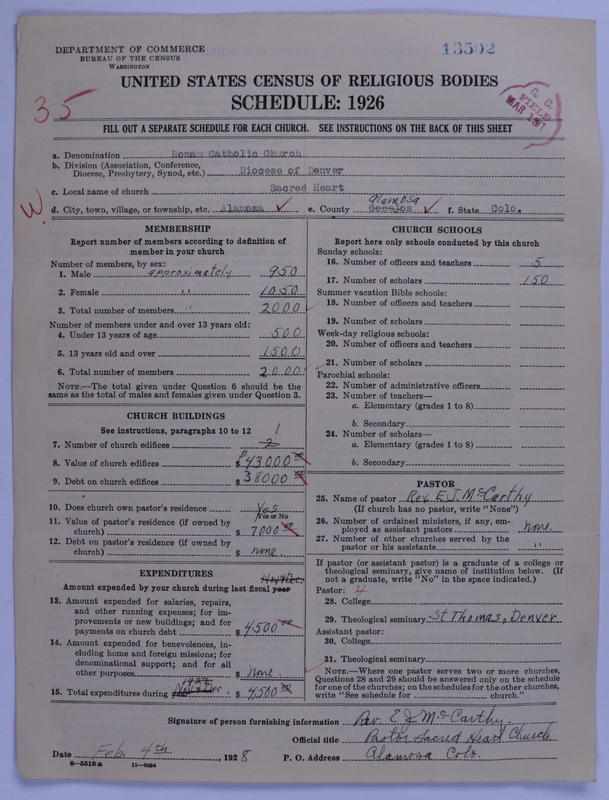 13502
DEPARTMENT OF COMMERCE
BUREAU OF THE CENSUS
WASHINGTON
UNITED STATES CENSUS OF RELIGIOUS BODIES
SCHEDULE: 1926
35
C. C.
FIELD
MAR 1931
FILL OUT A SEPARATE SCHEDULE FOR EACH CHURCH. SEE INSTRUCTIONS ON THE BACK OF THIS SHEET
a. Denomination Roman Catholic Church
b. Division (Association, Conference, Diocese, Presbytery, Synod, etc.) Diocese of Denver
c. Local name of church Sacred Heart
W.
d. City, town, village, or township, etc. Alamosa ✓ e. County Conejos Alamosa ✓ f. State Colo.
MEMBERSHIP
Report number of members according to definition of member in your church
Number of members, by sex:
1. Male approximately 950
2. Female " 1050
3. Total number of members " 2000
Number of members under and over 13 years old:
4. Under 13 years of age 500
5. 13 years old and over 1500
6. Total number of members 2000
NOTE.—The total given under Question 6 should be the same as the total of males and females given under Question 3.
CHURCH BUILDINGS
See instructions, paragraphs 10 to 12
7. Number of church edifices 2 1
8. Value of church edifices $43000 00
9. Debt on church edifices $38000 00
10. Does church own pastor's residence Yes
Yes or No
11. Value of pastor's residence (if owned by church) $7000 00
12. Debt on pastor's residence (if owned by church) $ none.
EXPENDITURES
Amount expended by your church during last fiscal year
13. Amount expended for salaries, repairs, and other running expenses; for improvements or new buildings; and for payments on church debt $4500
14. Amount expended for benevolences, including home and foreign missions; for denominational support; and for all other purposes $ none.
15. Total expenditures during year $4500 00
CHURCH SCHOOLS
Report here only schools conducted by this church
Sunday schools:
16. Number of officers and teachers 5
17. Number of scholars 150
Summer vacation Bible schools:
18. Number of officers and teachers
19. Number of scholars
Week-day religious schools:
20. Number of officers and teachers
21. Number of scholars
Parochial schools:
22. Number of administrative officers
23. Number of teachers—
a. Elementary (grades 1 to 8)
b. Secondary
24. Number of scholars—
a. Elementary (grades 1 to 8)
b. Secondary
PASTOR
25. Name of pastor Rev. E. J. McCarthy
(If church has no pastor, write "None")
26. Number of ordained ministers, if any, employed as assistant pastors none.
27. Number of other churches served by the pastor or his assistants "
If pastor (or assistant pastor) is a graduate of a college or theological seminary, give name of institution below. (If not a graduate, write "No" in the space indicated.)
Pastor: 4
28. College
29. Theological seminary St Thomas, Denver
Assistant pastor:
30. College
31. Theological seminary
NOTE.—Where one pastor serves two or more churches, Questions 28 and 29 should be answered only on the schedule for one of the churches; on the schedules for the other churches, write "See schedule for church."
Signature of person furnishing information Rev. E J McCarthy.
Official title Pastor Sacred Heart Church
Date Feb. 4th, 1928 P. O. Address Alamosa Colo.
8—5518 a 11—9034